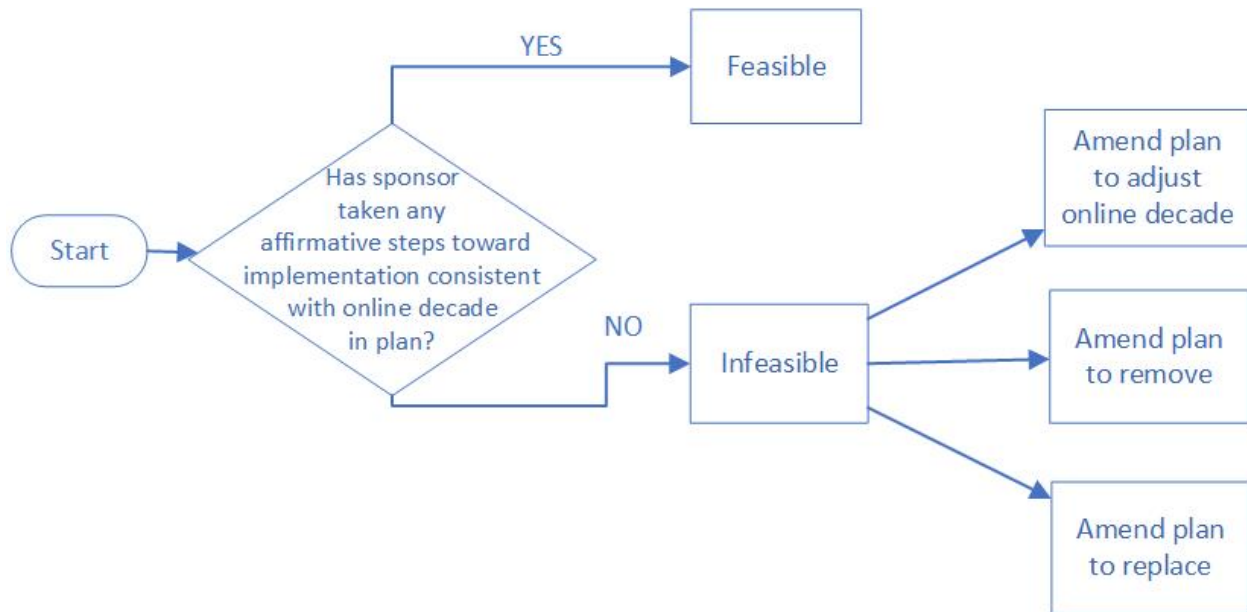 YES
Feasible
Start
Has sponsor
taken any
affirmative steps toward
implementation consistent
with online decade
in plan?
NO
Infeasible
Amend plan
to adjust
online decade
Amend plan
to remove
Amend plan
to replace